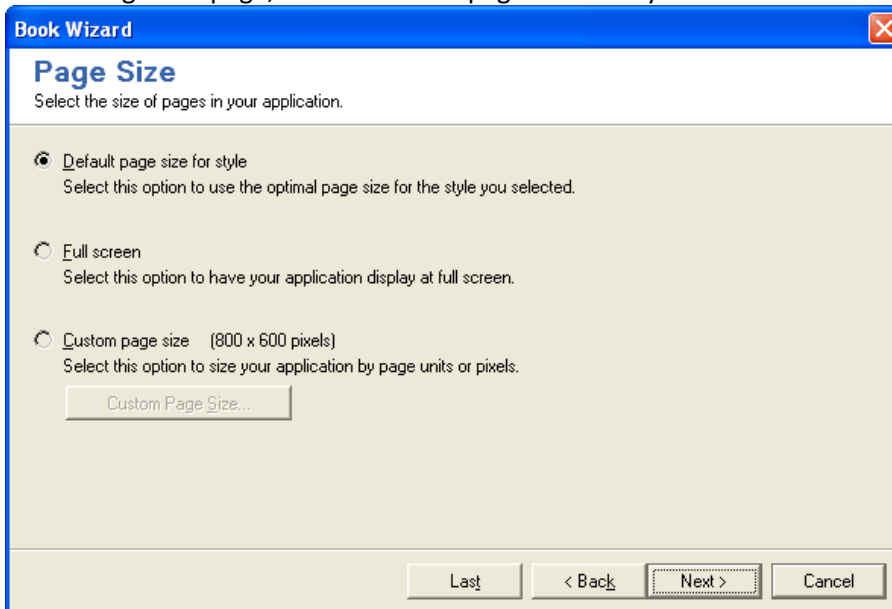 Book Wizard
Page Size
Select the size of pages in your application.
Default page size for style
Select this option to use the optimal page size for the style you selected.
Full screen
Select this option to have your application display at full screen.
Custom page size (800 x 600 pixels)
Select this option to size your application by page units or pixels.
Custom Page Size...
Last < Back Next > Cancel